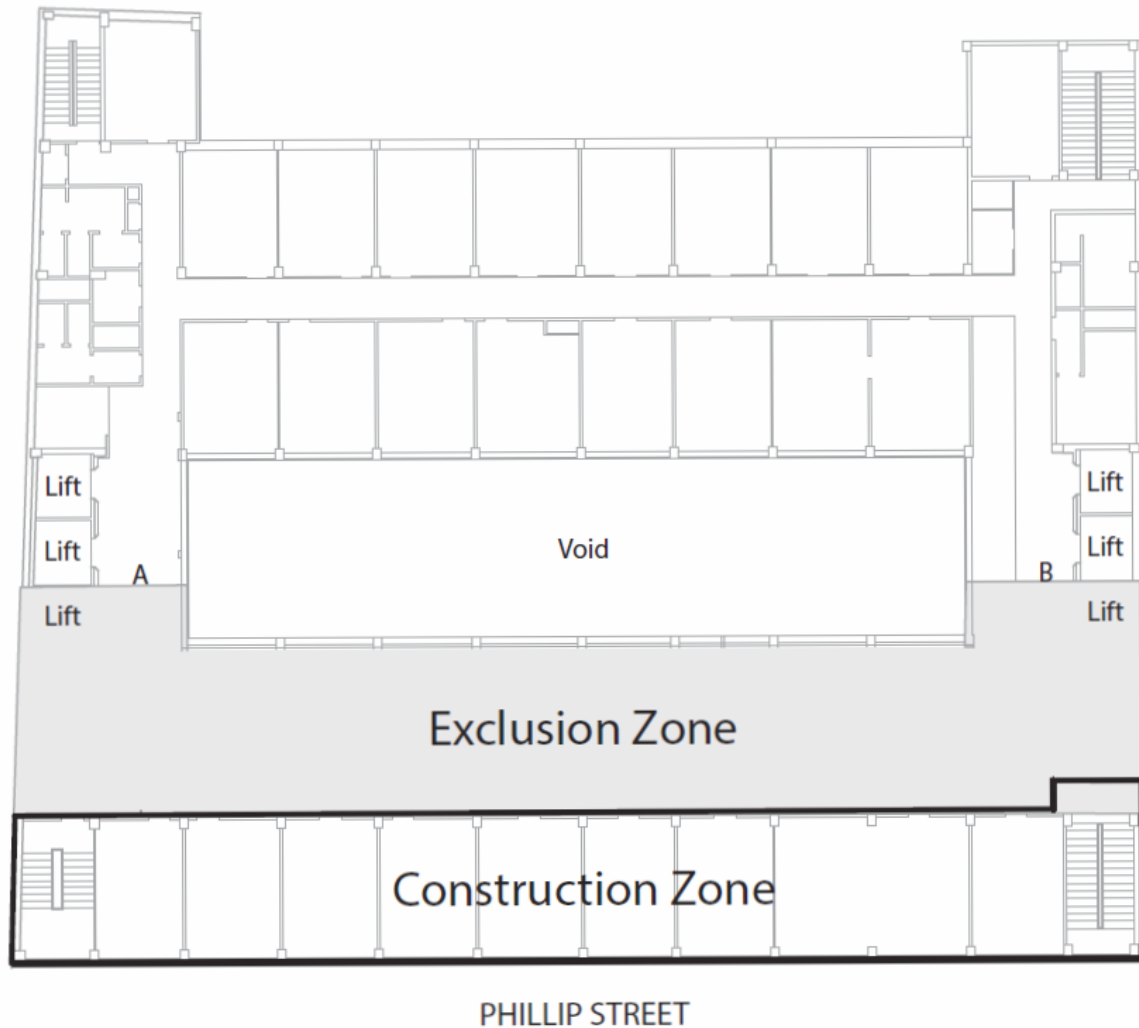 Lift
Lift
Lift
Lift
Void
A
B
Lift
Lift
Exclusion Zone
Construction Zone
PHILLIP STREET